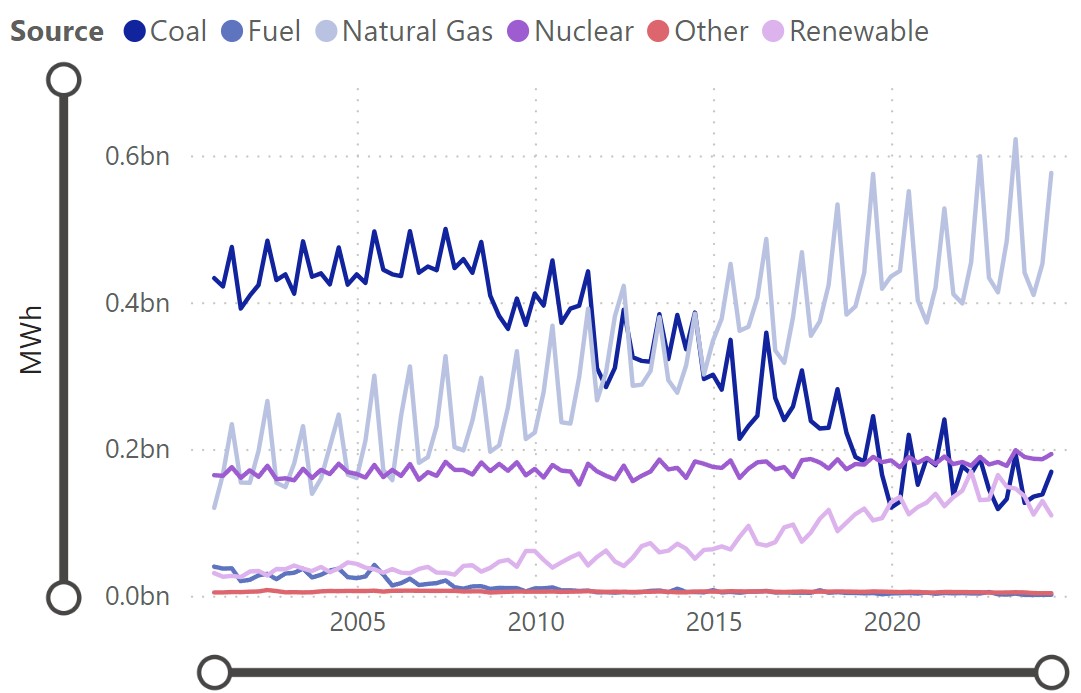 Source Coal Fuel Natural Gas Nuclear Other Renewable
0.6bn
0.4bn
0.2bn
0.0bn
MWh
2005 2010 2015 2020